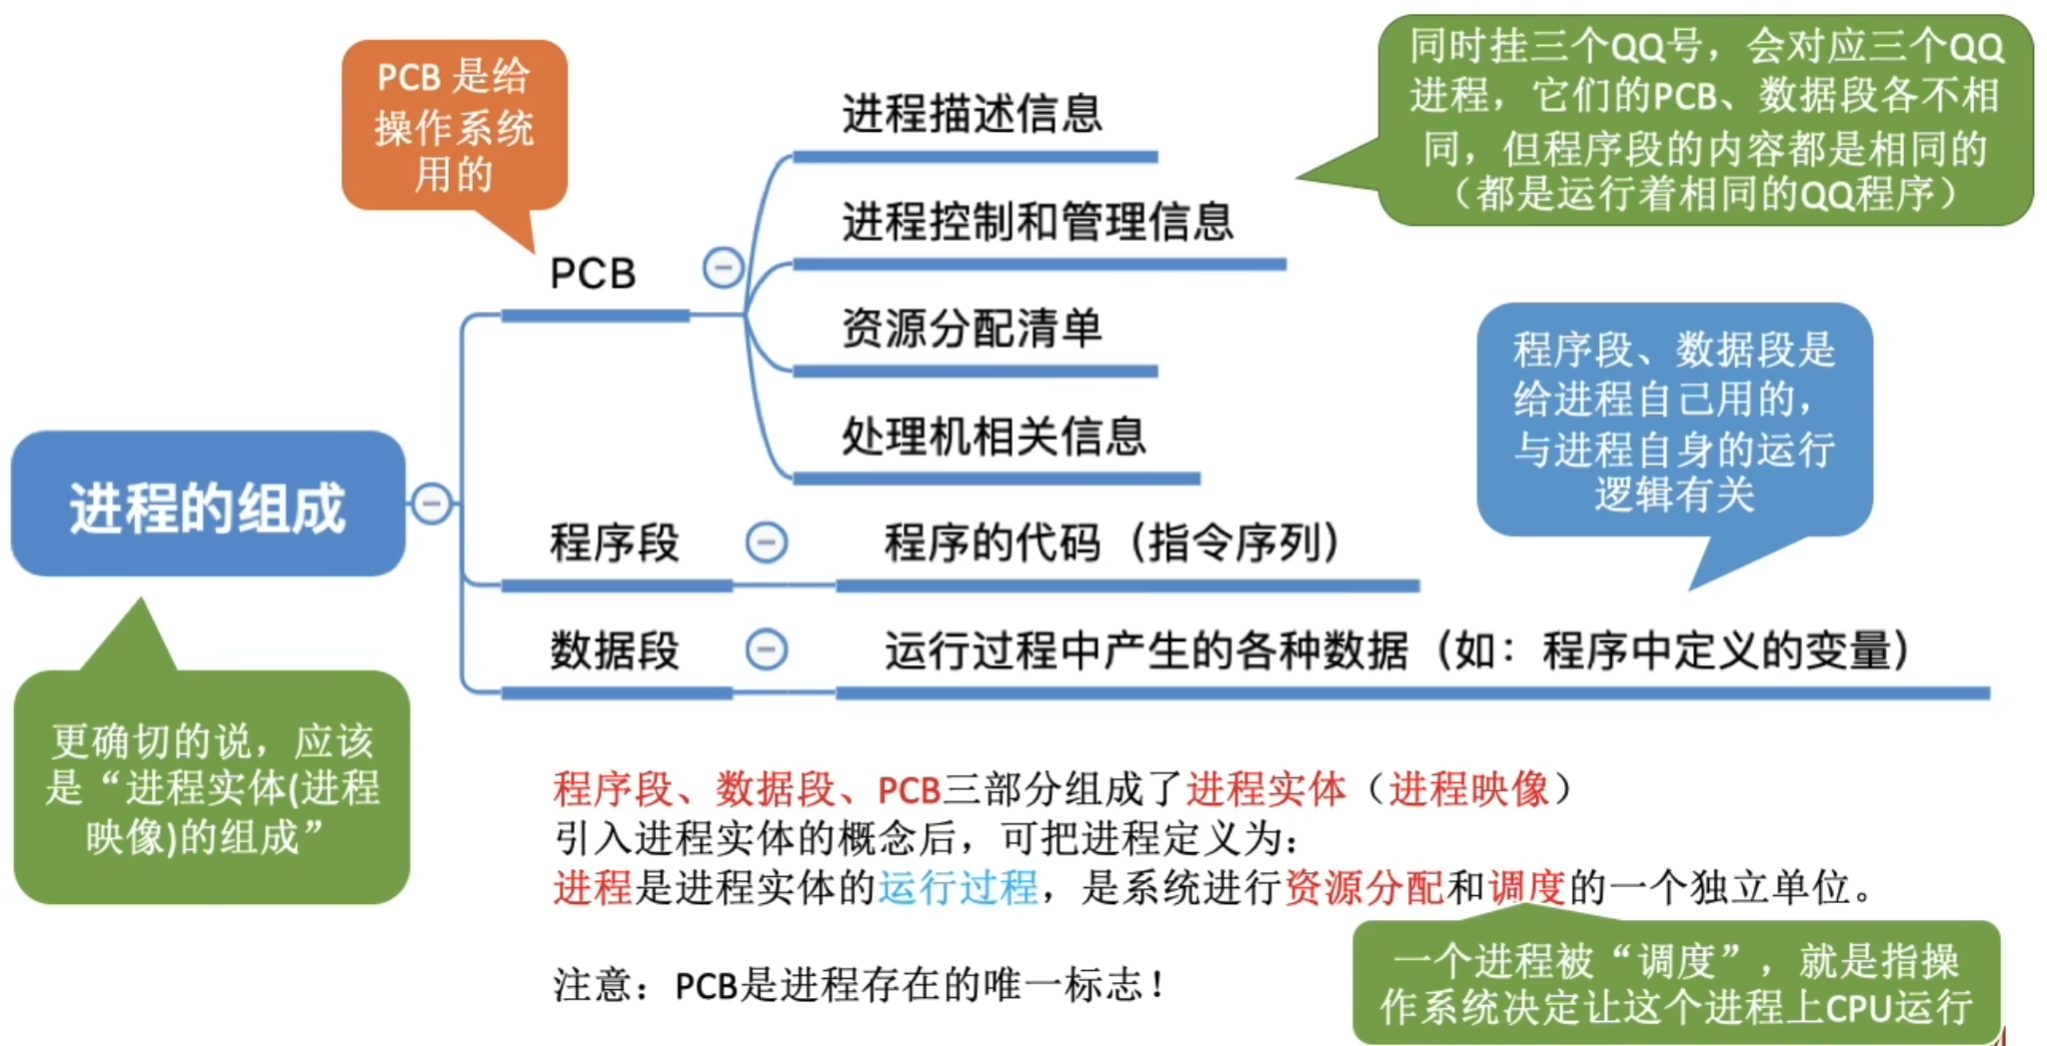 PCB 是给
操作系统
用的
同时挂三个QQ号，会对应三个QQ
进程，它们的PCB、数据段各不相
同，但程序段的内容都是相同的
（都是运行着相同的QQ程序）
进程描述信息
进程控制和管理信息
PCB
资源分配清单
处理机相关信息
程序段、数据段是
给进程自己用的，
与进程自身的运行
逻辑有关
进程的组成
程序段
程序的代码（指令序列）
数据段
运行过程中产生的各种数据（如：程序中定义的变量）
更确切的说，应该
是“进程实体(进程
映像)的组成”
程序段、数据段、PCB三部分组成了进程实体（进程映像）
引入进程实体的概念后，可把进程定义为：
进程是进程实体的运行过程，是系统进行资源分配和调度的一个独立单位。
一个进程被“调度”，就是指操
作系统决定让这个进程上CPU运行
注意：PCB是进程存在的唯一标志！